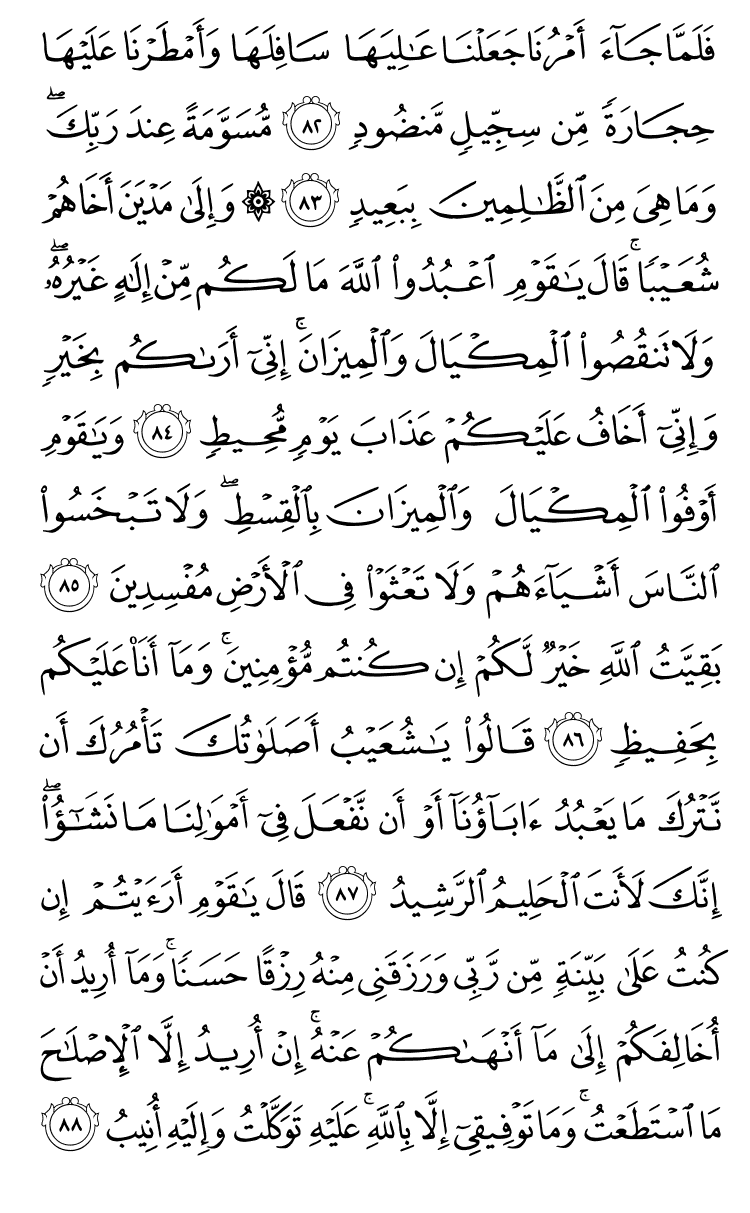 فَلَمَّا جَآءَ أَمْرُنَا جَعَلْنَا عَـٰلِيَهَا سَافِلَهَا وَأَمْطَرْنَا عَلَيْهَا
حِجَارَةً مِّن سِجِّيلٍ مَّنضُودٍ ٨٢ مُّسَوَّمَةً عِندَ رَبِّكَ ۖ
وَمَا هِىَ مِنَ ٱلظَّـٰلِمِينَ بِبَعِيدٍ ٨٣ ۞ وَإِلَىٰ مَدْيَنَ أَخَاهُمْ
شُعَيْبًا ۚ قَالَ يَـٰقَوْمِ ٱعْبُدُوا۟ ٱللَّهَ مَا لَكُم مِّنْ إِلَـٰهٍ غَيْرُهُۥ ۖ
وَلَا تَنقُصُوا۟ ٱلْمِكْيَالَ وَٱلْمِيزَانَ ۚ إِنِّىٓ أَرَىٰكُم بِخَيْرٍ
وَإِنِّىٓ أَخَافُ عَلَيْكُمْ عَذَابَ يَوْمٍ مُّحِيطٍ ٨٤ وَيَـٰقَوْمِ
أَوْفُوا۟ ٱلْمِكْيَالَ وَٱلْمِيزَانَ بِٱلْقِسْطِ ۖ وَلَا تَبْخَسُوا۟
ٱلنَّاسَ أَشْيَآءَهُمْ وَلَا تَعْثَوْا۟ فِى ٱلْأَرْضِ مُفْسِدِينَ ٨٥
بَقِيَّتُ ٱللَّهِ خَيْرٌ لَّكُمْ إِن كُنتُم مُّؤْمِنِينَ ۚ وَمَآ أَنَا۠ عَلَيْكُم
بِحَفِيظٍ ٨٦ قَالُوا۟ يَـٰشُعَيْبُ أَصَلَوٰتُكَ تَأْمُرُكَ أَن
نَّتْرُكَ مَا يَعْبُدُ ءَابَآؤُنَآ أَوْ أَن نَّفْعَلَ فِىٓ أَمْوَٰلِنَا مَا نَشَـٰٓؤُا۟ ۖ
إِنَّكَ لَأَنتَ ٱلْحَلِيمُ ٱلرَّشِيدُ ٨٧ قَالَ يَـٰقَوْمِ أَرَءَيْتُمْ إِن
كُنتُ عَلَىٰ بَيِّنَةٍ مِّن رَّبِّى وَرَزَقَنِى مِنْهُ رِزْقًا حَسَنًا ۚ وَمَآ أُرِيدُ أَنْ
أُخَالِفَكُمْ إِلَىٰ مَآ أَنْهَىٰكُمْ عَنْهُ ۚ إِنْ أُرِيدُ إِلَّا ٱلْإِصْلَـٰحَ
مَا ٱسْتَطَعْتُ ۚ وَمَا تَوْفِيقِىٓ إِلَّا بِٱللَّهِ ۚ عَلَيْهِ تَوَكَّلْتُ وَإِلَيْهِ أُنِيبُ ٨٨